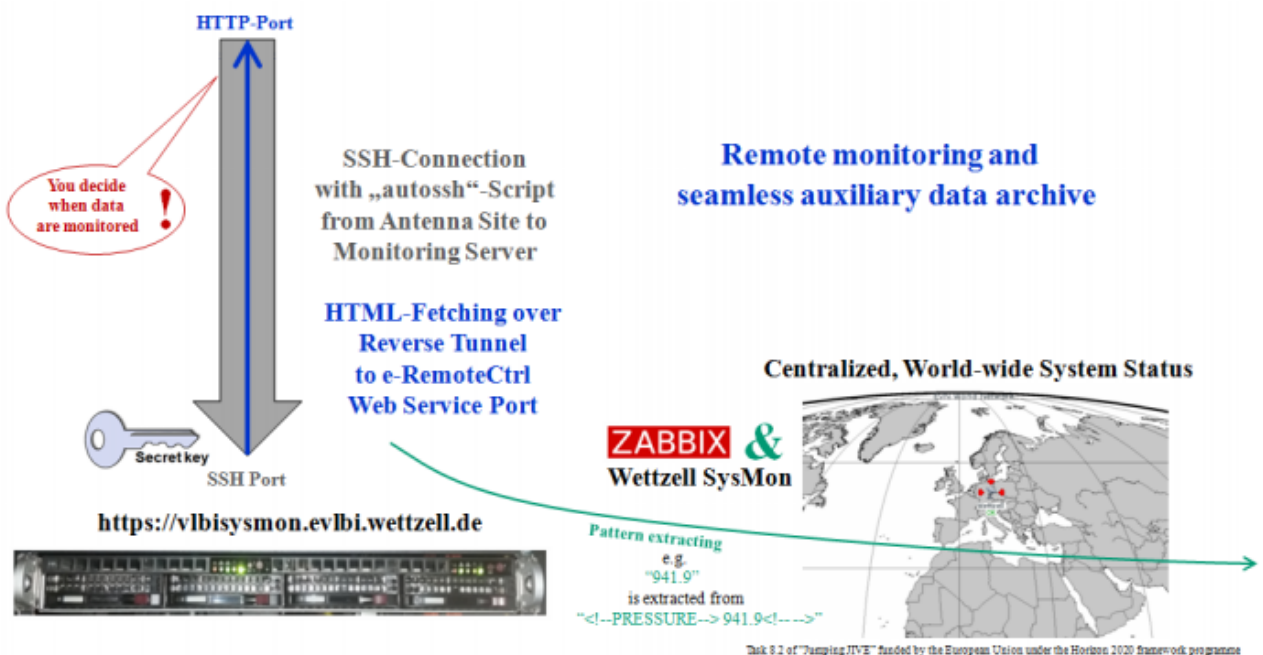 HTTP-Port
You decide
when data
are monitored
!
SSH-Connection
with „autossh“-Script
from Antenna Site to
Monitoring Server
HTML-Fetching over
Reverse Tunnel
to e-RemoteCtrl
Web Service Port
Remote monitoring and
seamless auxiliary data archive
Secret key
SSH Port
https://vlbisysmon.evlbi.wettzell.de
Centralized, World-wide System Status
ZABBIX &
Wettzell SysMon
Pattern extracting
e.g.
“941.9”
is extracted from
“<!--PRESSURE--> 941.9<!-- -->”
Task 8.2 of "Jumping JIVE" funded by the European Union under the Horizon 2020 framework programme